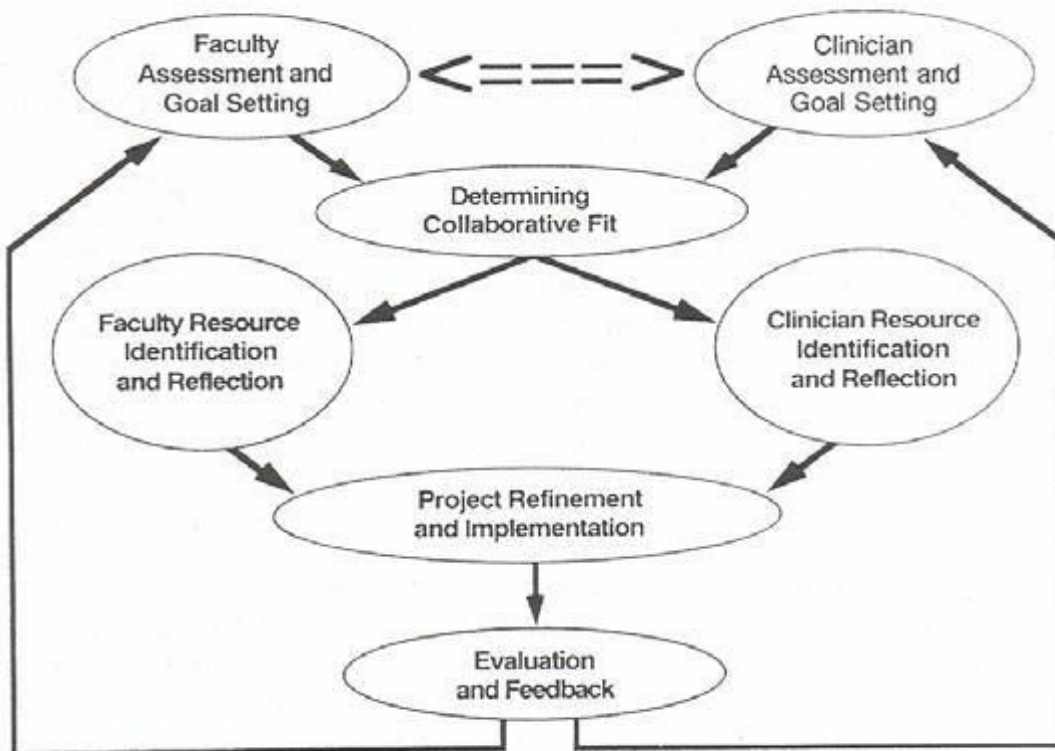 Faculty
Assessment and
Goal Setting
Clinician
Assessment and
Goal Setting
Determining
Collaborative Fit
Faculty Resource
Identification
and Reflection
Clinician Resource
Identification
and Reflection
Project Refinement
and Implementation
Evaluation
and Feedback